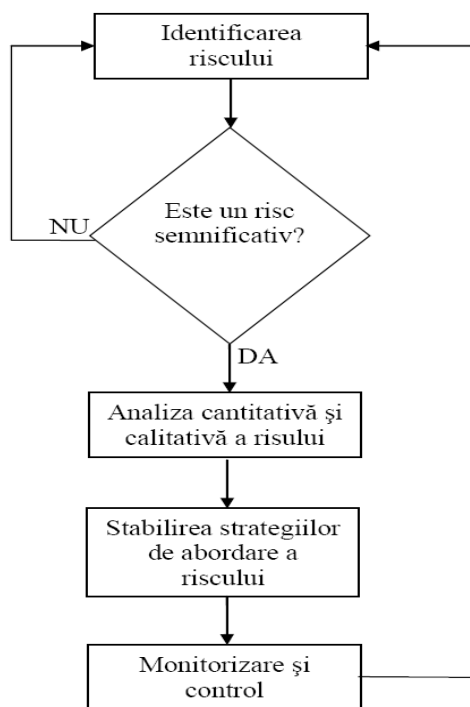 Identificarea
riscului
Este un risc
semnificativ?
NU
DA
Analiza cantitativă şi
calitativă a risului
Stabilirea strategiilor
de abordare a
riscului
Monitorizare şi
control